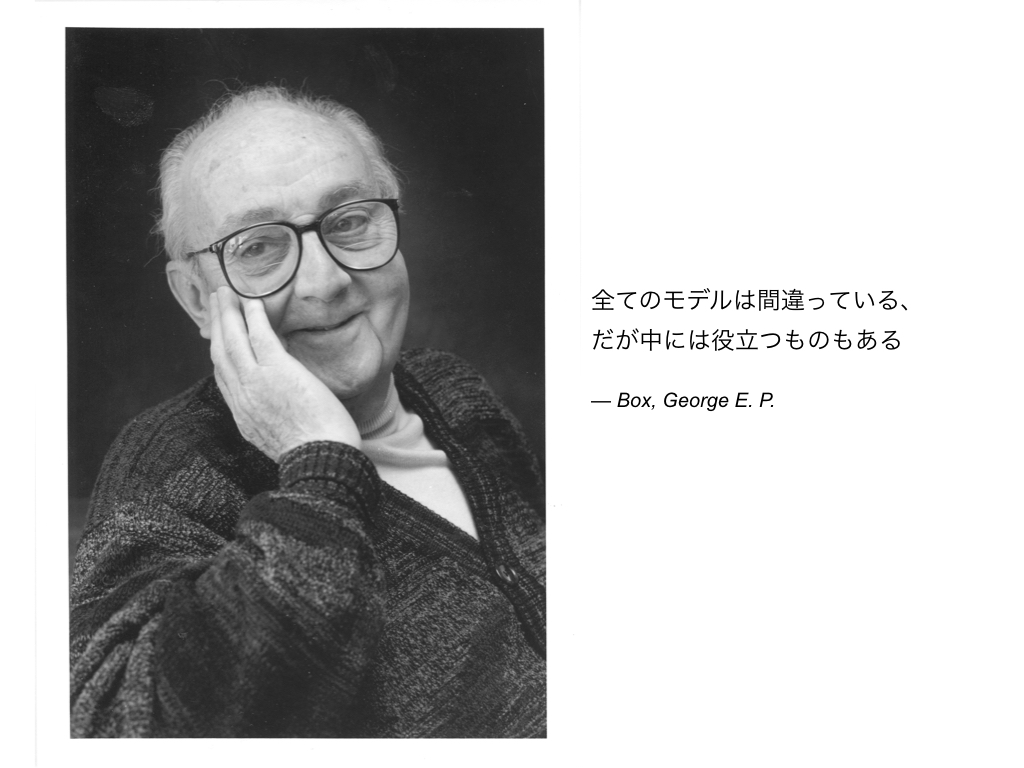 全てのモデルは間違っている、
だが中には役立つものもある
— Box, George E. P.